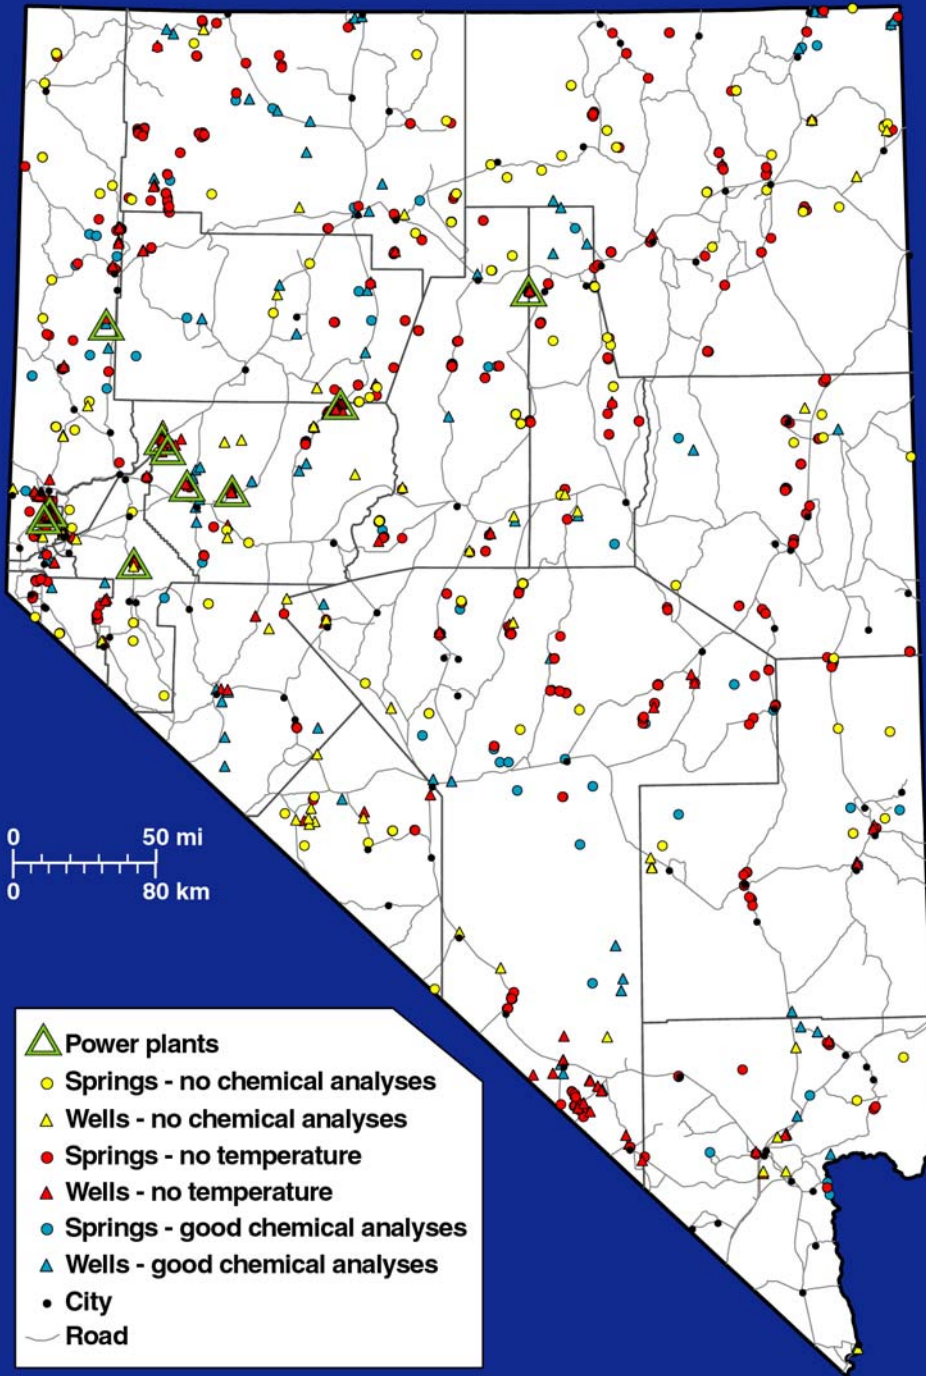 0 50 mi
0 80 km
Power plants
Springs - no chemical analyses
Wells - no chemical analyses
Springs - no temperature
Wells - no temperature
Springs - good chemical analyses
Wells - good chemical analyses
City
Road